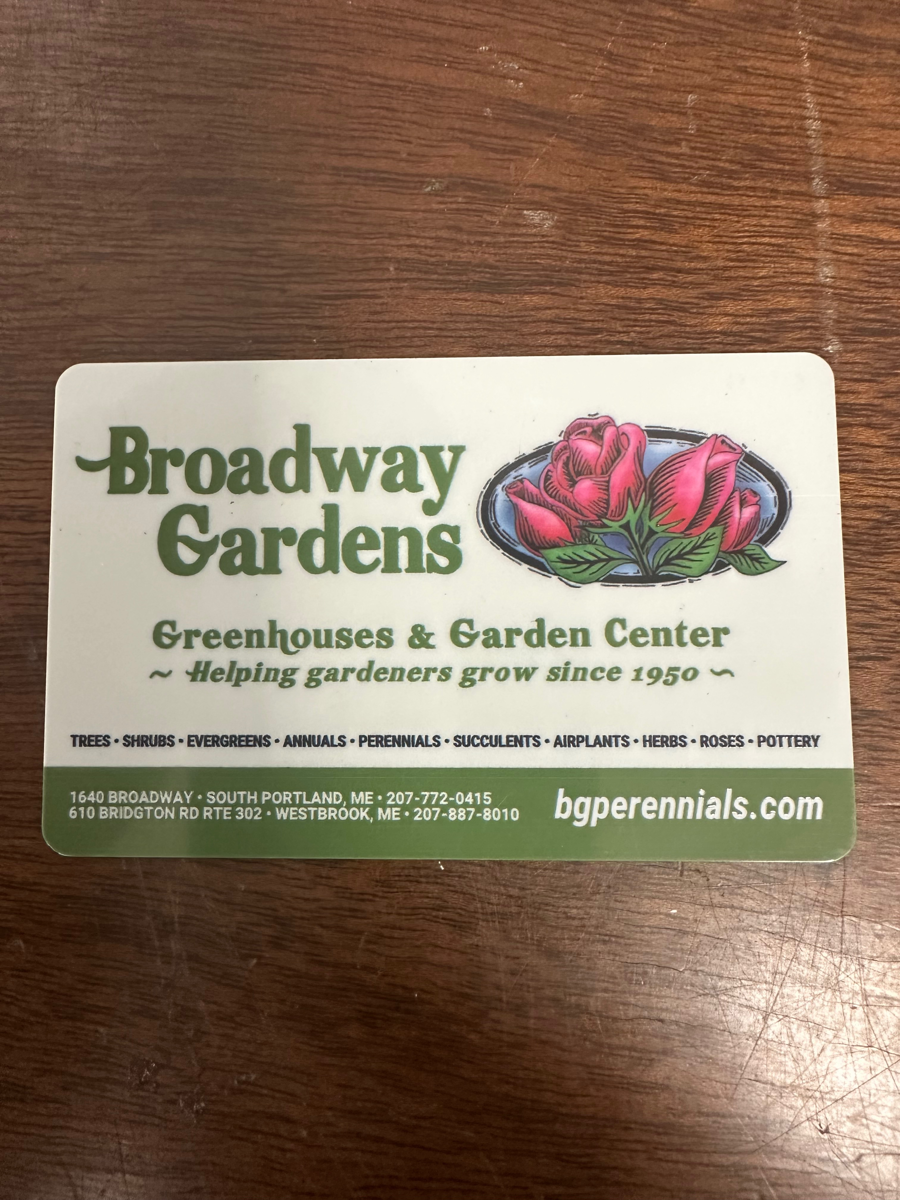 Broadway
Gardens
Greenhouses & Garden Center
~ Helping gardeners grow since 1950 ~
TREES • SHRUBS • EVERGREENS • ANNUALS • PERENNIALS • SUCCULENTS • AIRPLANTS • HERBS • ROSES • POTTERY
1640 BROADWAY • SOUTH PORTLAND, ME • 207-772-0415
610 BRIDGTON RD RTE 302 • WESTBROOK, ME • 207-887-8010
bgperennials.com